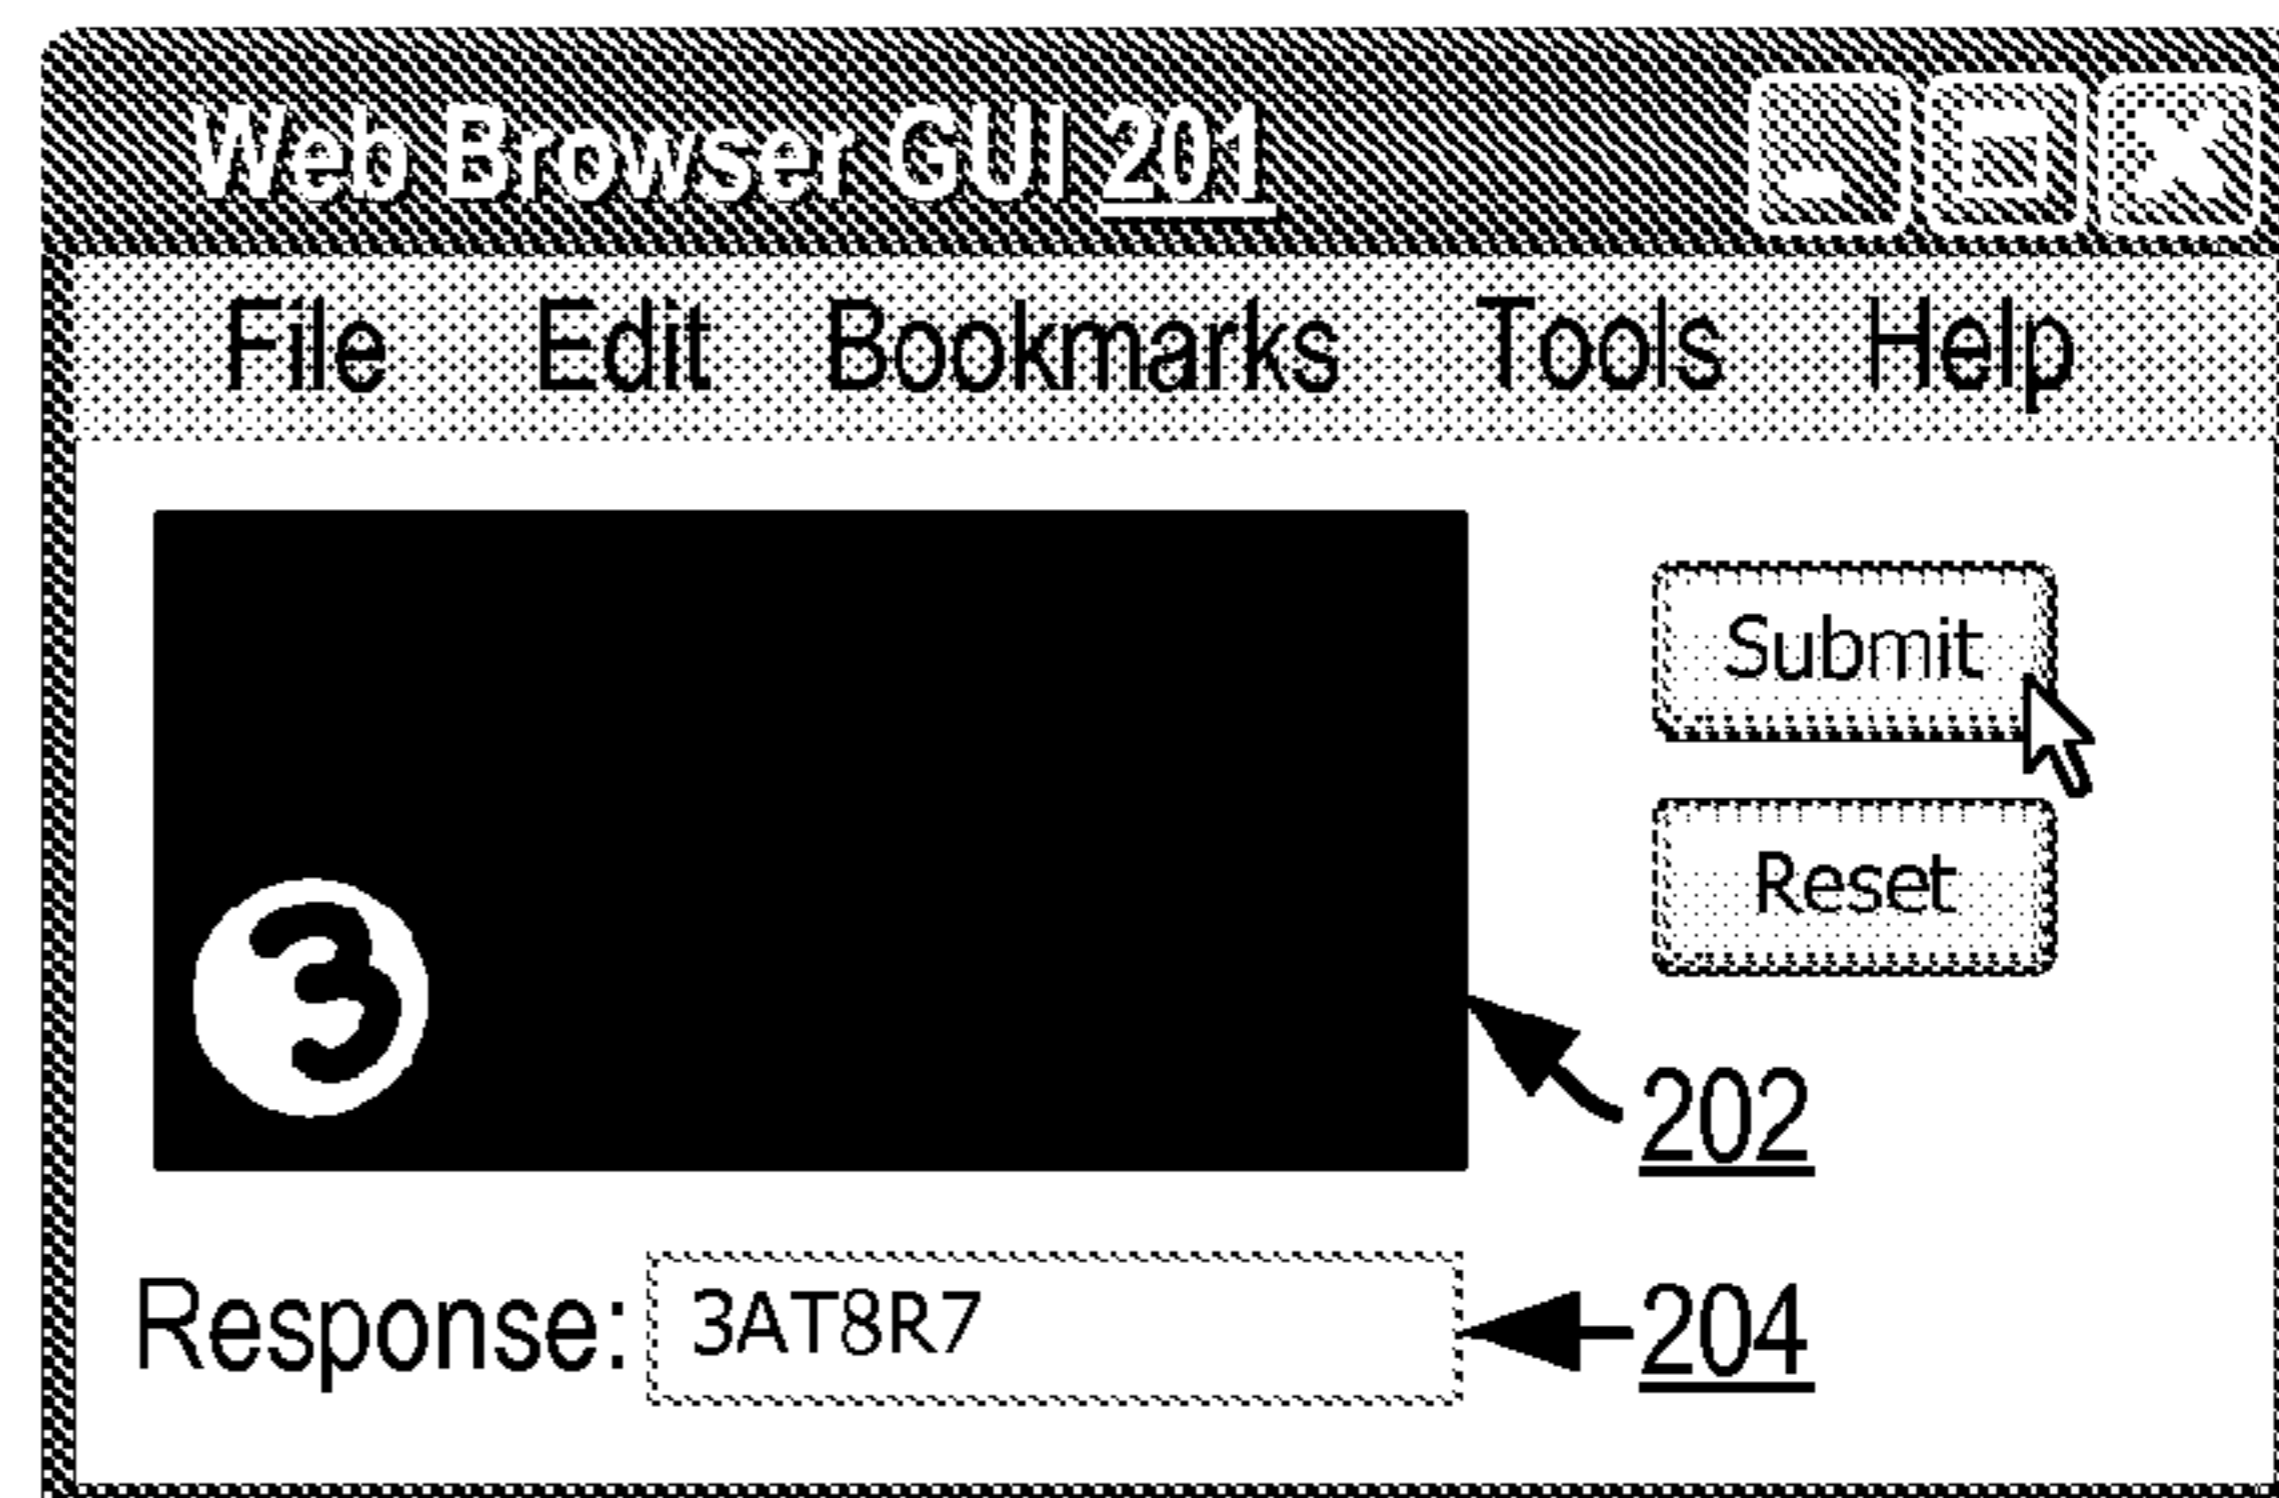 Web Browser GUI 201
File Edit Bookmarks Tools Help
Submit
Reset
3
202
Response: 3AT8R7 204